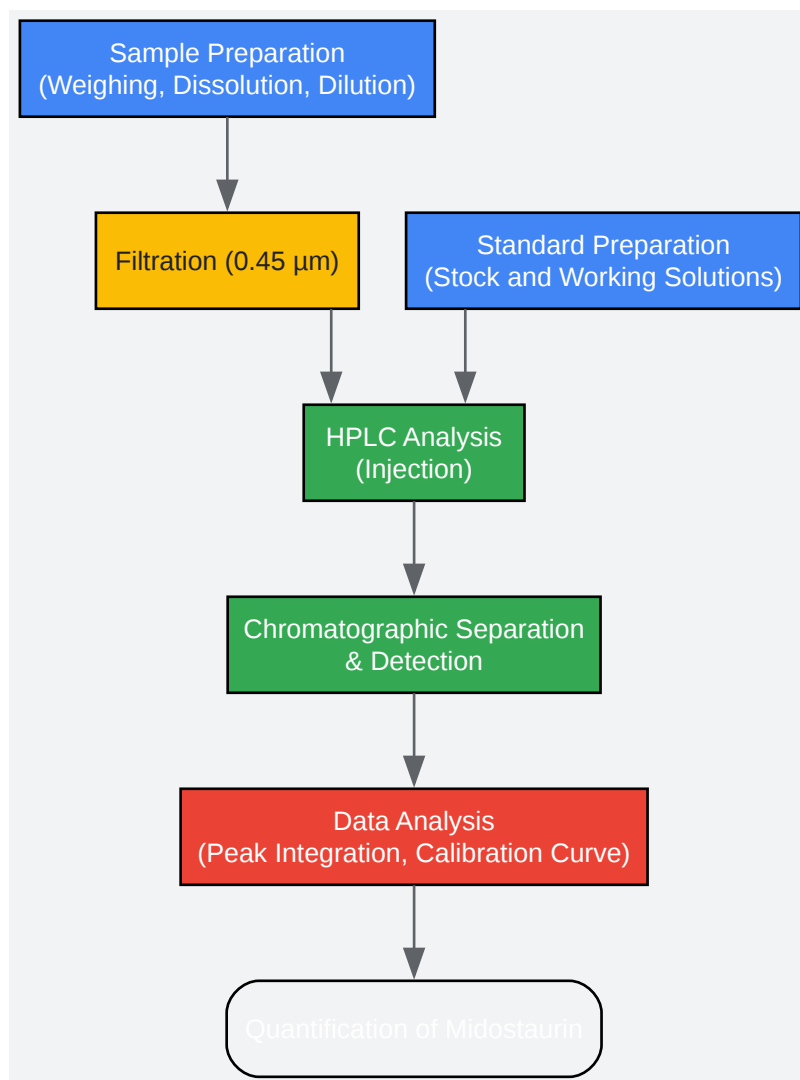 Sample Preparation
(Weighing, Dissolution, Dilution)
Filtration (0.45 µm)
Standard Preparation
(Stock and Working Solutions)
HPLC Analysis
(Injection)
Chromatographic Separation
& Detection
Data Analysis
(Peak Integration, Calibration Curve)
Quantification of Midostaurin